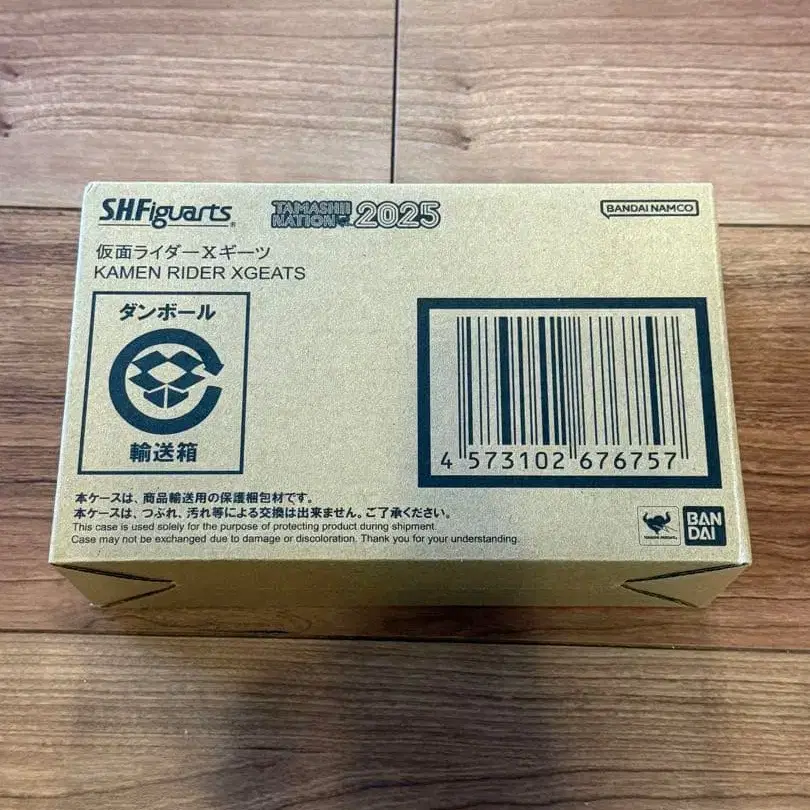 S.H.Figuarts
TAMASHII NATION 2025
BANDAI NAMCO
仮面ライダーXギーツ
KAMEN RIDER XGEATS
ダンボール
輸送箱
4 573102 676757
本ケースは、商品輸送用の保護梱包材です。
本ケースは、つぶれ、汚れ等による交換は出来ません。ご了承ください。
This case is used solely for the purpose of protecting product during shipment.
Case may not be exchanged due to damage or discoloration. Thank you for your understanding.
BAN
DAI